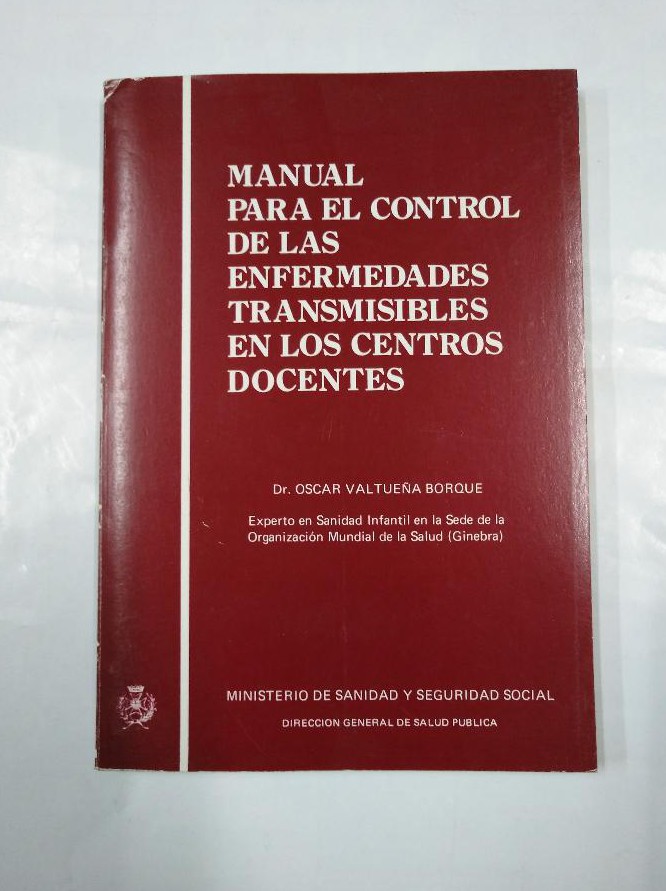 MANUAL
PARA EL CONTROL
DE LAS
ENFERMEDADES
TRANSMISIBLES
EN LOS CENTROS
DOCENTES
Dr. OSCAR VALTUEÑA BORQUE
Experto en Sanidad Infantil en la Sede de la
Organización Mundial de la Salud (Ginebra)
MINISTERIO DE SANIDAD Y SEGURIDAD SOCIAL
DIRECCION GENERAL DE SALUD PUBLICA